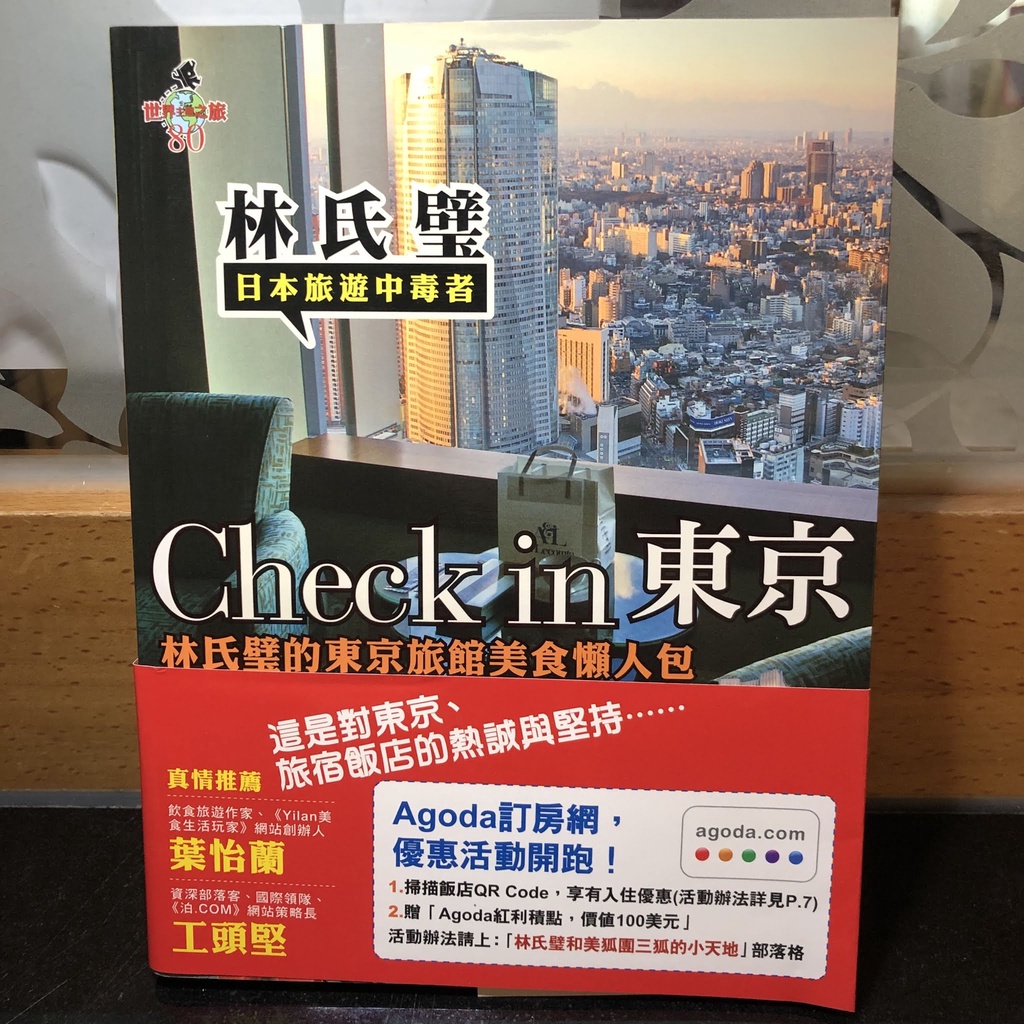 世界主題之旅
80
林氏璧
日本旅遊中毒者
Check in 東京
林氏璧的東京旅館美食懶人包
這是對東京、
旅宿飯店的熱誠與堅持……
真情推薦
飲食旅遊作家、《Yilan美
食生活玩家》網站創辦人
葉怡蘭
資深部落客、國際領隊、
《泊.COM》網站策略長
工頭堅
Agoda訂房網，
優惠活動開跑！
agoda.com
1.掃描飯店QR Code，享有入住優惠(活動辦法詳見P.7)
2.贈「Agoda紅利積點，價值100美元」
活動辦法請上：「林氏璧和美狐團三狐的小天地」部落格